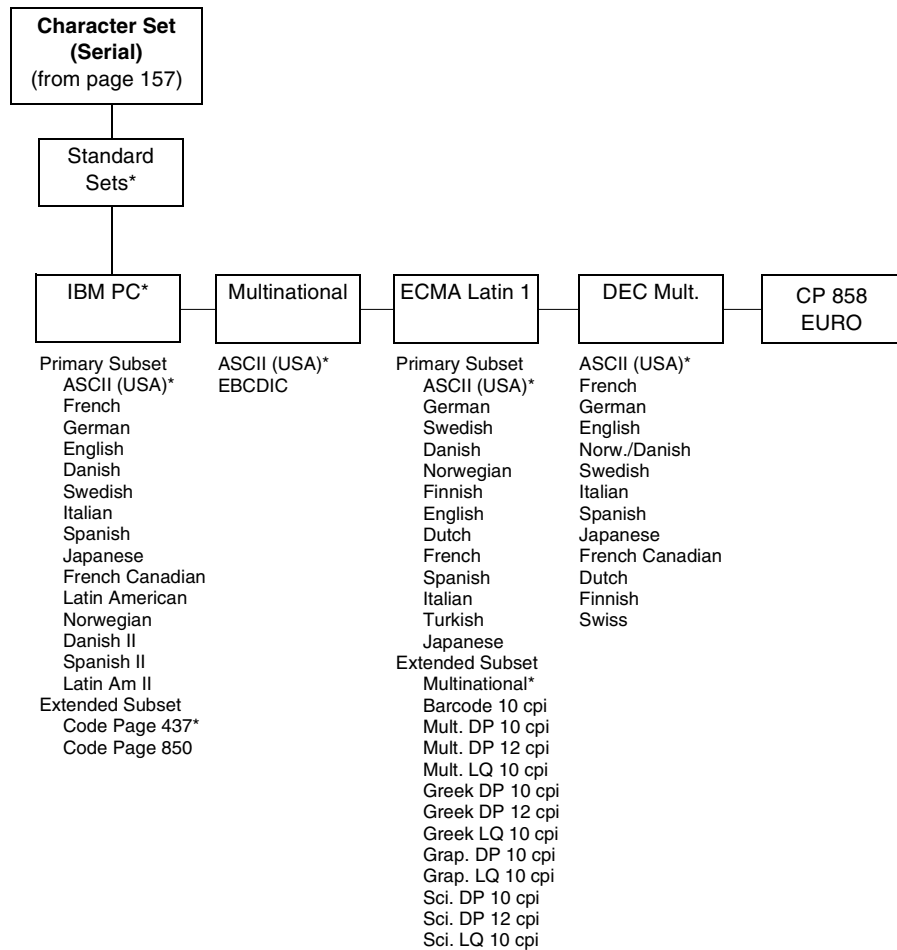 Character Set
(Serial)
(from page 157)
Standard
Sets*
IBM PC*
Primary Subset
ASCII (USA)*
French
German
English
Danish
Swedish
Italian
Spanish
Japanese
French Canadian
Latin American
Norwegian
Danish II
Spanish II
Latin Am II
Extended Subset
Code Page 437*
Code Page 850
Multinational
ASCII (USA)*
EBCDIC
ECMA Latin 1
Primary Subset
ASCII (USA)*
German
Swedish
Danish
Norwegian
Finnish
English
Dutch
French
Spanish
Italian
Turkish
Japanese
Extended Subset
Multinational*
Barcode 10 cpi
Mult. DP 10 cpi
Mult. DP 12 cpi
Mult. LQ 10 cpi
Greek DP 10 cpi
Greek DP 12 cpi
Greek LQ 10 cpi
Grap. DP 10 cpi
Grap. LQ 10 cpi
Sci. DP 10 cpi
Sci. DP 12 cpi
Sci. LQ 10 cpi
DEC Mult.
ASCII (USA)*
French
German
English
Norw./Danish
Swedish
Italian
Spanish
Japanese
French Canadian
Dutch
Finnish
Swiss
CP 858
EURO